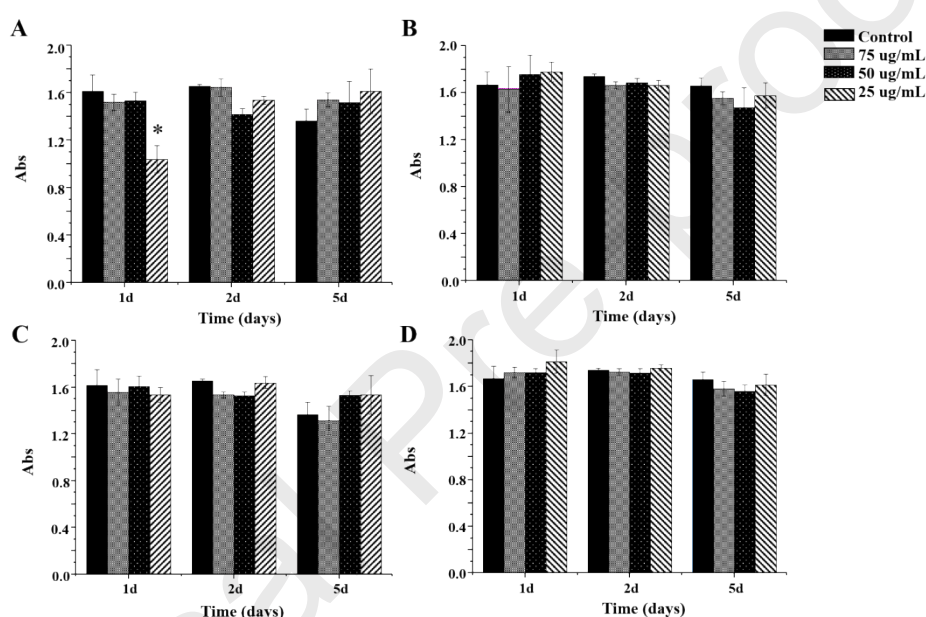 A
B
Control
75 ug/mL
50 ug/mL
25 ug/mL
2.0
1.6
1.2
0.8
0.4
0.0
Abs
*
1d
2d
5d
Time (days)
2.0
1.6
1.2
0.8
0.4
0.0
Abs
1d
2d
5d
Time (days)
C
D
2.0
1.6
1.2
0.8
0.4
0.0
Abs
1d
2d
5d
Time (days)
2.0
1.6
1.2
0.8
0.4
0.0
Abs
1d
2d
5d
Time (days)